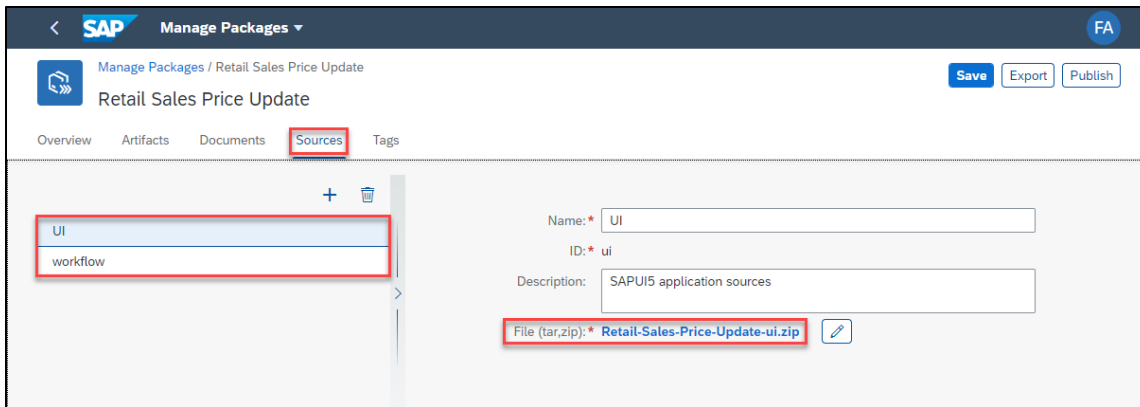 SAP Manage Packages FA
Manage Packages / Retail Sales Price Update
Retail Sales Price Update
Save Export Publish
Overview Artifacts Documents Sources Tags
UI
workflow
Name:* UI
ID:* ui
Description: SAPUI5 application sources
File (tar,zip):* Retail-Sales-Price-Update-ui.zip